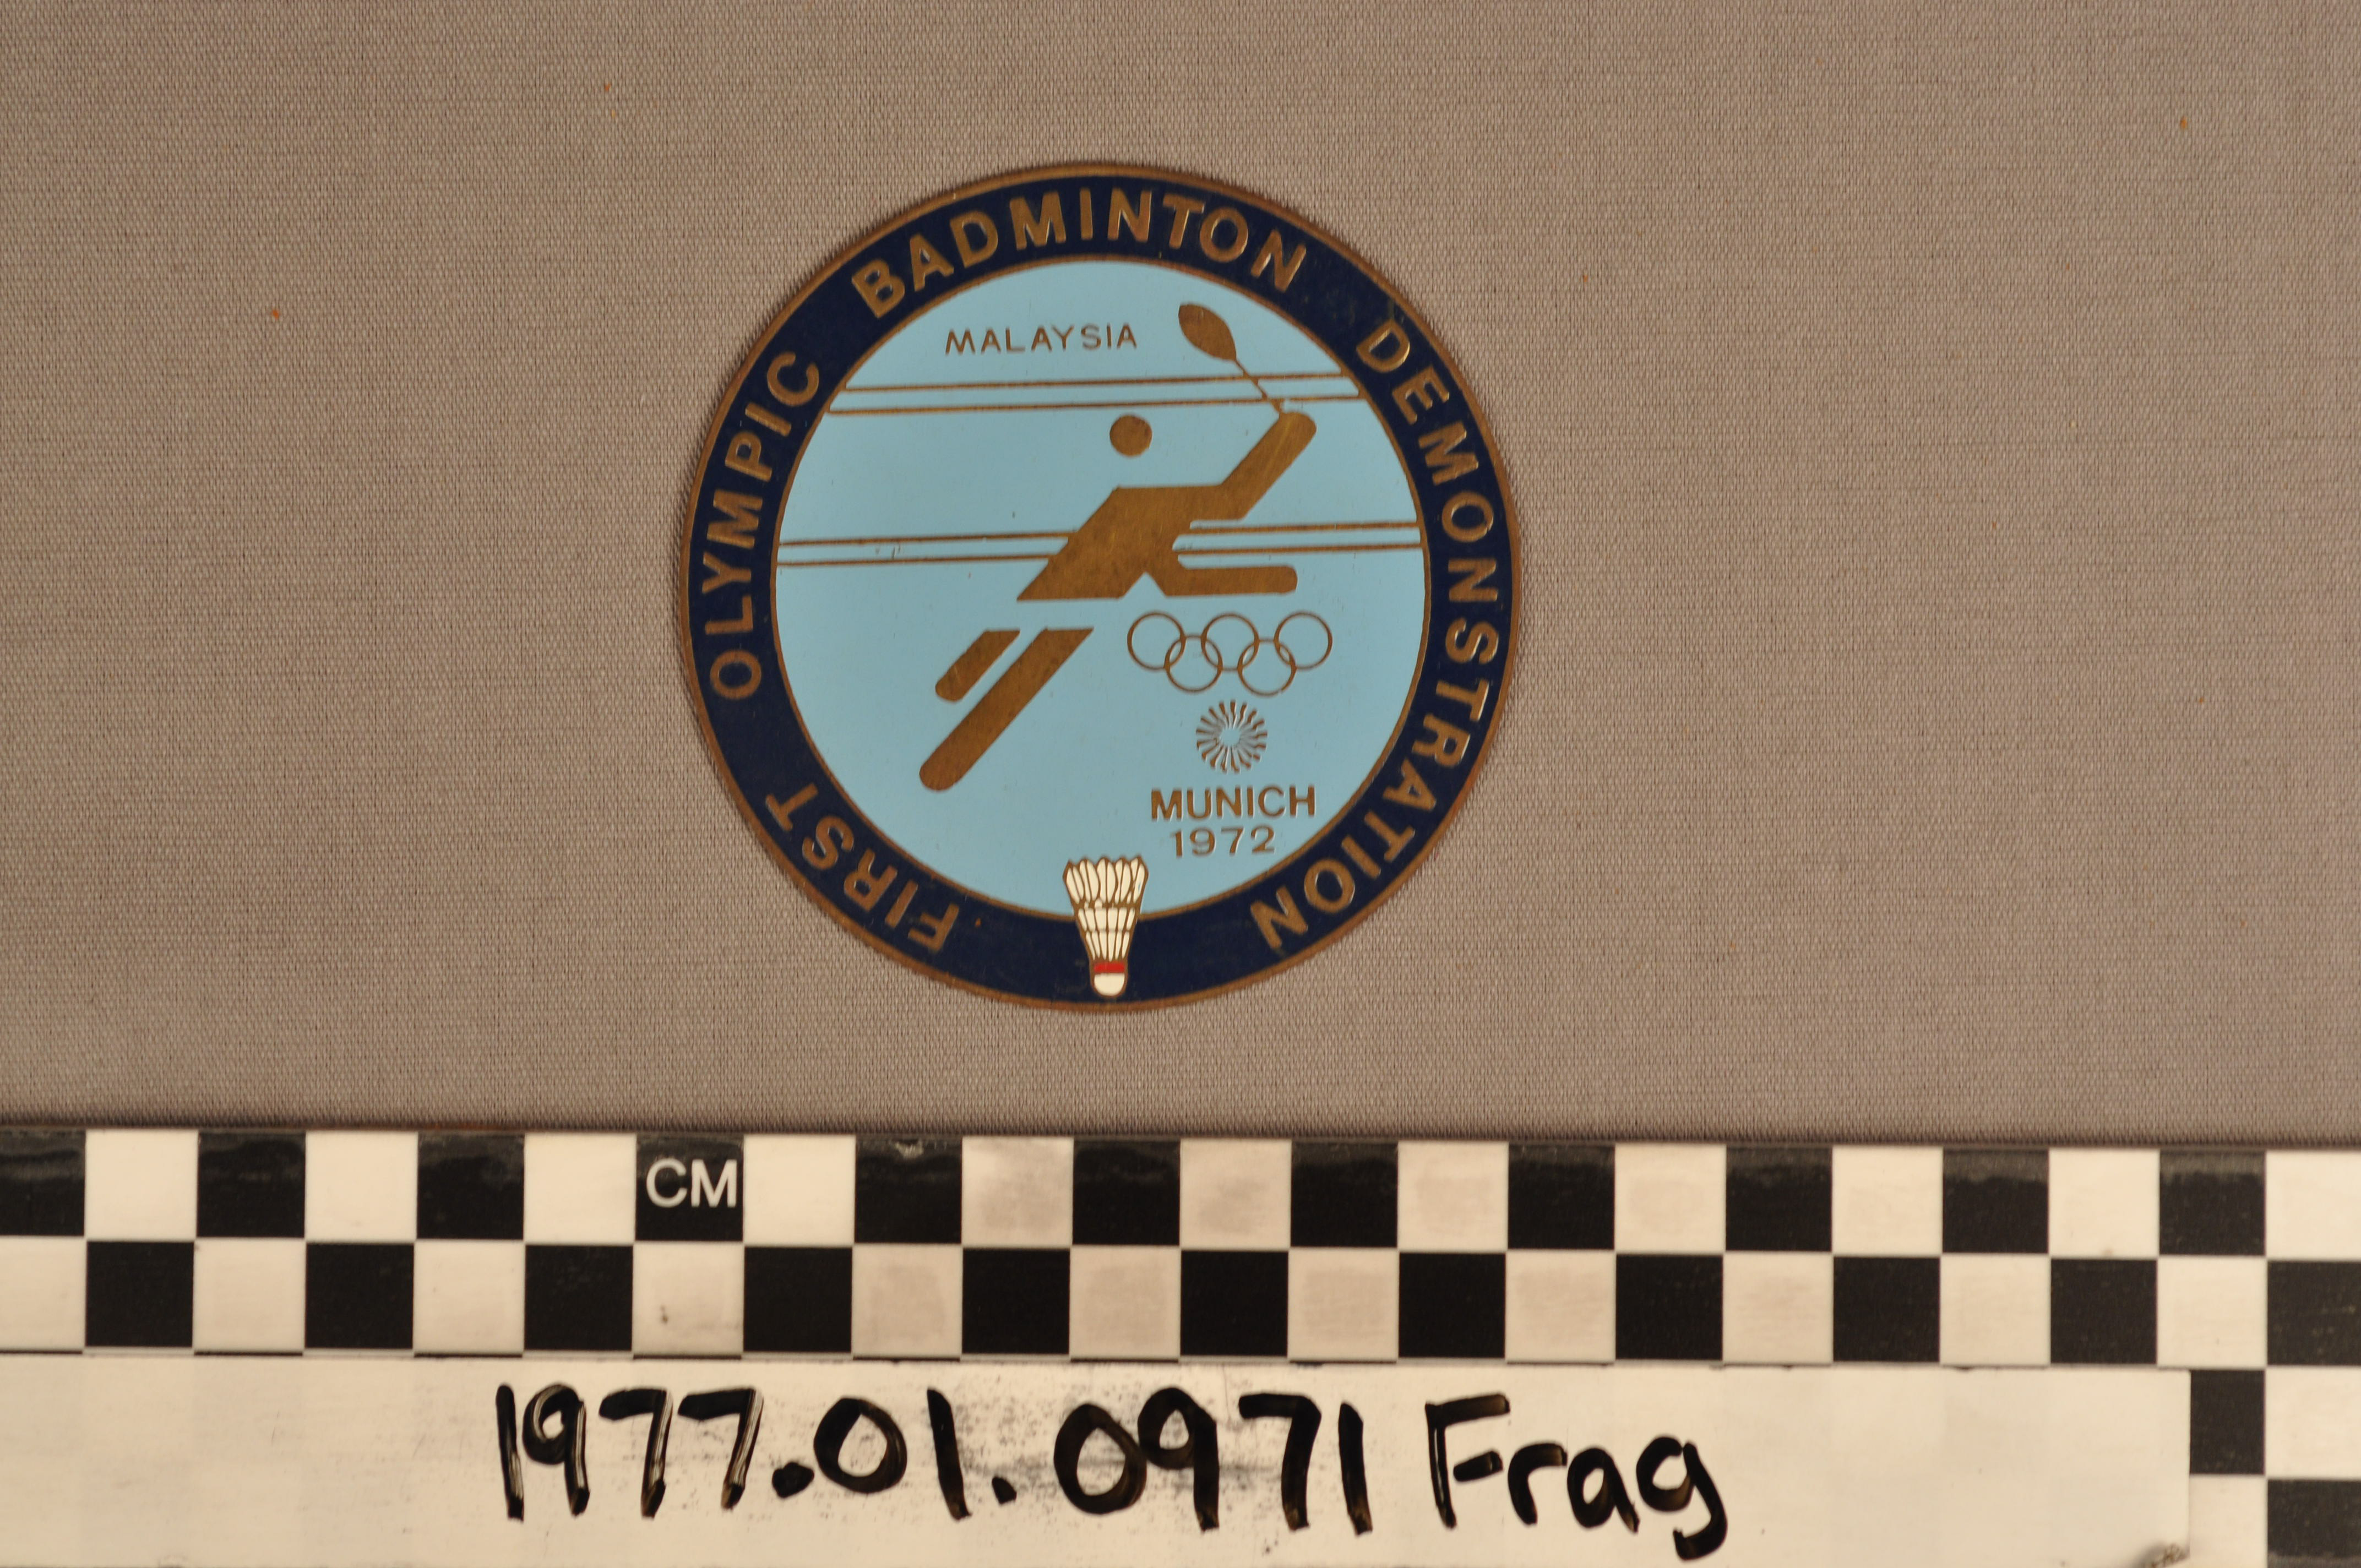 FIRST OLYMPIC BADMINTON DEMONSTRATION
MALAYSIA
MUNICH
1972
CM
1977.01.0971 Frag